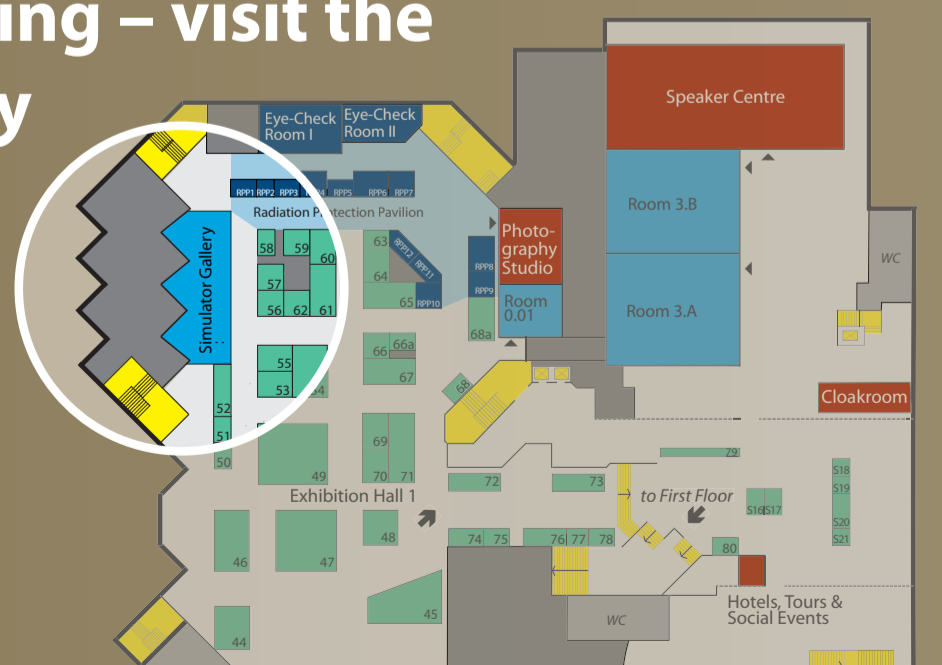 ing – visit the
y
Speaker Centre
Eye-Check
Room I
Eye-Check
Room II
RPP1
RPP2
RPP3
RPP4
RPP5
RPP6
RPP7
Radiation Protection Pavilion
Room 3.B
Room 3.A
WC
Photo-
graphy
Studio
Room
0.01
RPP8
RPP9
RPP12
RPP11
RPP10
Simulator Gallery
58
59
60
57
56
62
61
63
64
65
68a
66
66a
67
55
53
54
52
51
50
68
Cloakroom
69
70
71
49
72
73
79
Exhibition Hall 1
to First Floor
S16
S17
S18
S19
S20
S21
46
47
48
74
75
76
77
78
80
45
44
WC
Hotels, Tours &
Social Events